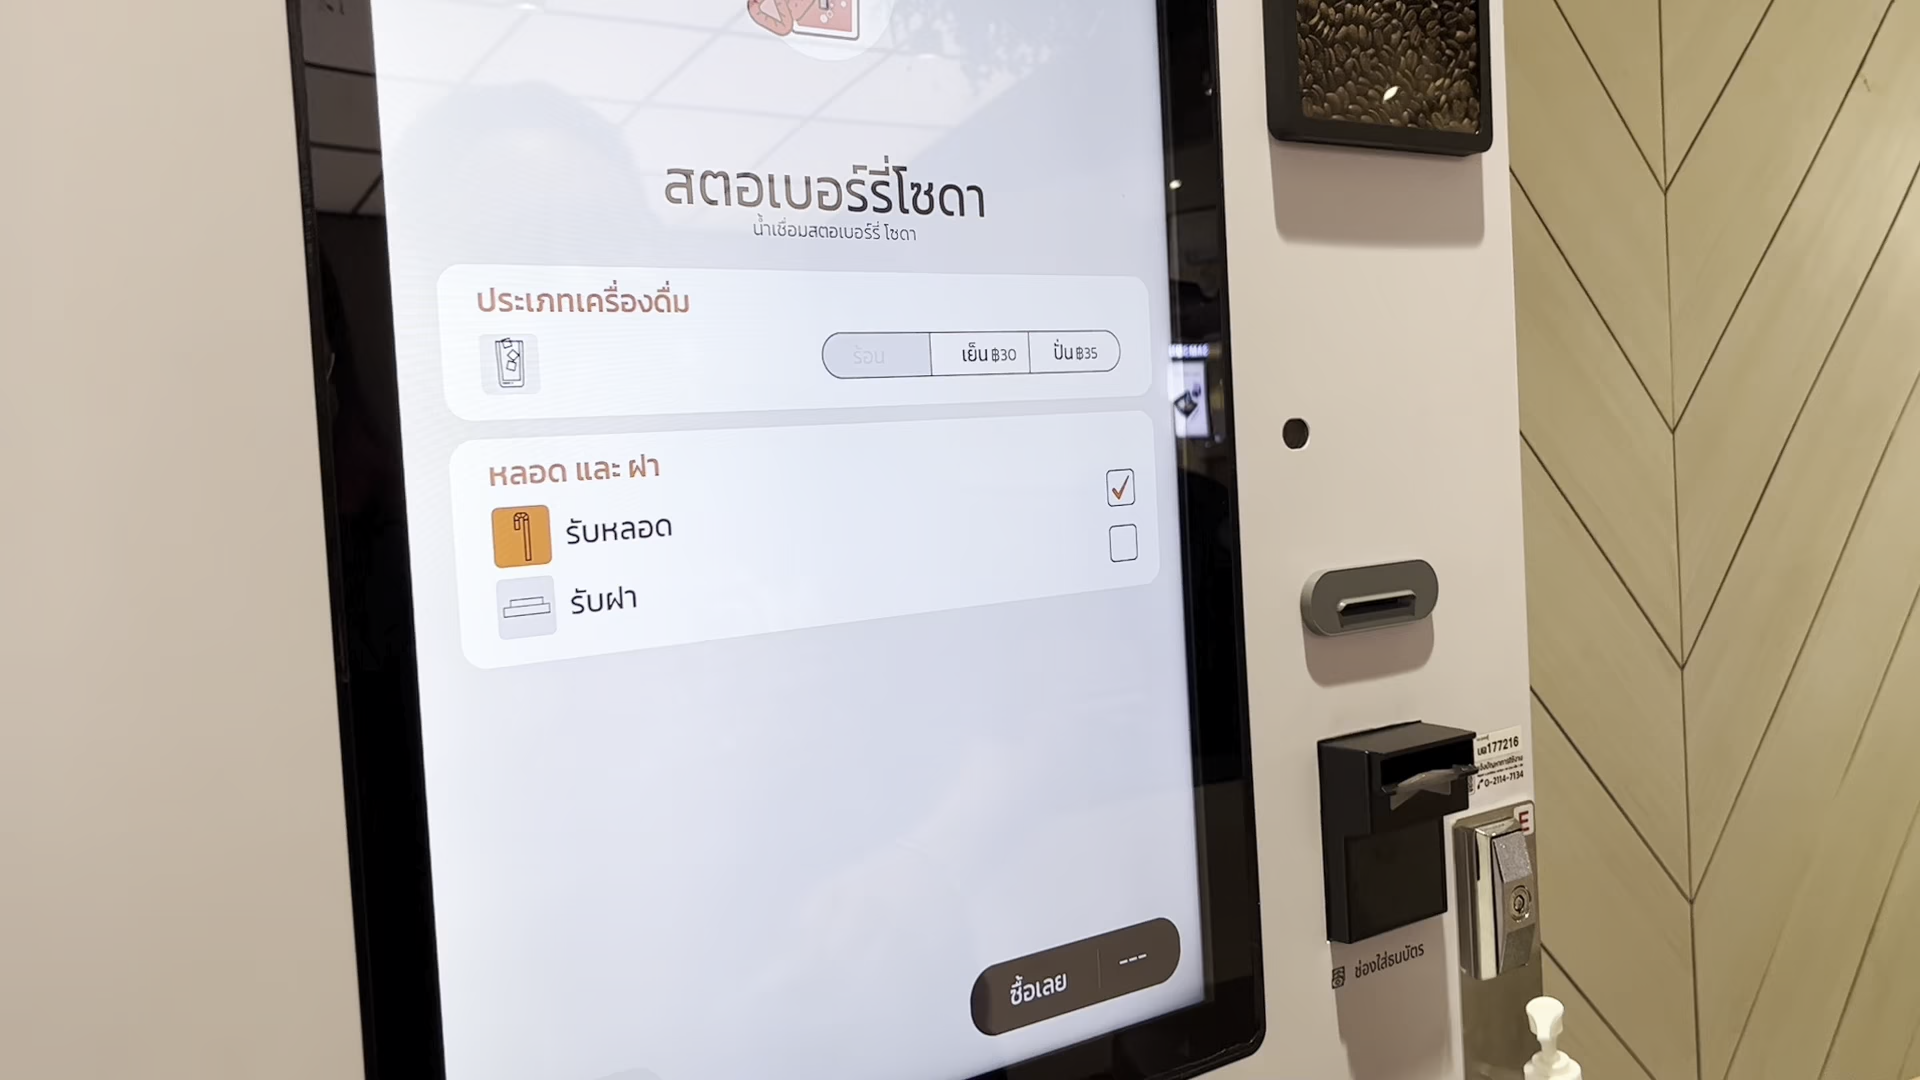 สตอเบอร์รี่โซดา
น้ำเชื่อมสตอเบอร์รี่ โซดา
ประเภทเครื่องดื่ม
ร้อน
เย็น ฿30
ปั่น ฿35
หลอด และ ฝา
รับหลอด
รับฝา
ซื้อเลย
---
177216
0-2114-7134
E
ช่องใส่ธนบัตร